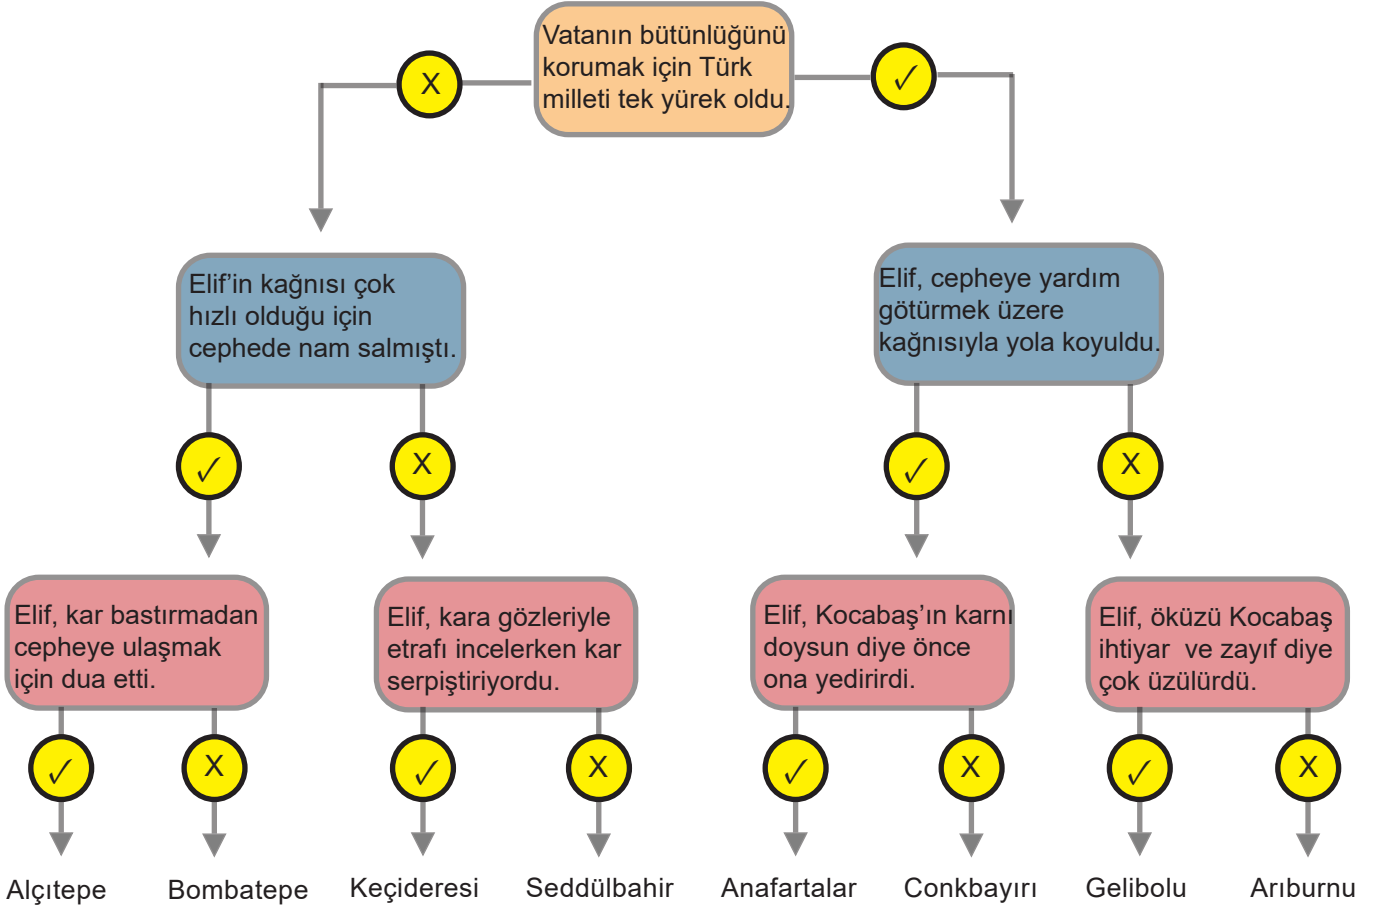 Vatanın bütünlüğünü
korumak için Türk
milleti tek yürek oldu.
X
✓
Elif’in kağnısı çok
hızlı olduğu için
cephede nam salmıştı.
Elif, cepheye yardım
götürmek üzere
kağnısıyla yola koyuldu.
✓
X
✓
X
Elif, kar bastırmadan
cepheye ulaşmak
için dua etti.
Elif, kara gözleriyle
etrafı incelerken kar
serpiştiriyordu.
Elif, Kocabaş’ın karnı
doysun diye önce
ona yedirirdi.
Elif, öküzü Kocabaş
ihtiyar ve zayıf diye
çok üzülürdü.
✓
X
✓
X
✓
X
✓
X
Alçıtepe
Bombatepe
Keçideresi
Seddülbahir
Anafartalar
Conkbayırı
Gelibolu
Arıburnu